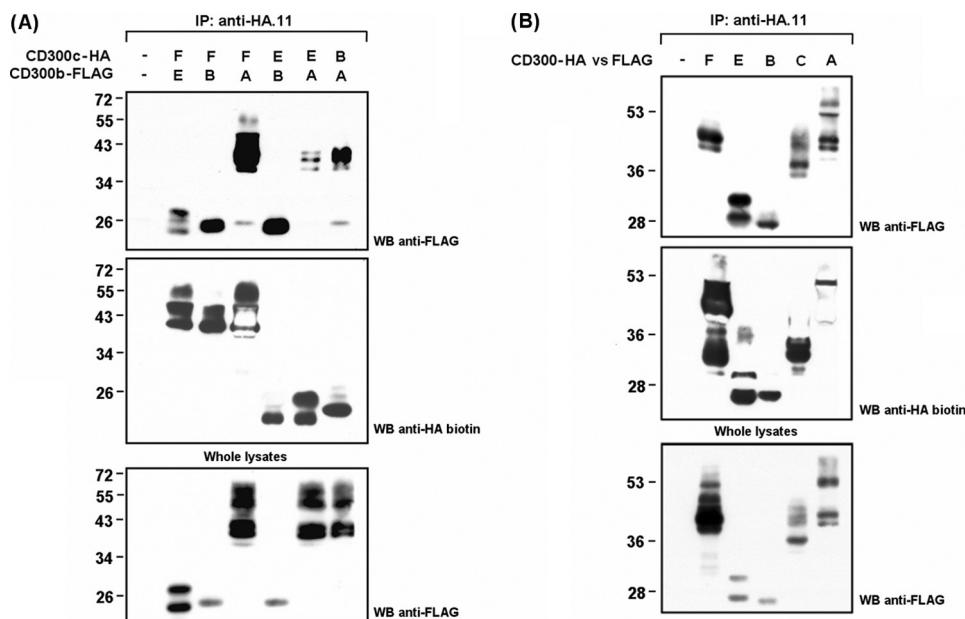 (A)
IP: anti-HA.11
CD300c-HA - F F F E E B
CD300b-FLAG - E B A B A A
72
55
43
34
26
WB anti-FLAG
72
55
43
34
26
WB anti-HA biotin
Whole lysates
72
55
43
34
26
WB anti-FLAG
(B)
IP: anti-HA.11
CD300-HA vs FLAG - F E B C A
53
36
28
WB anti-FLAG
53
36
28
WB anti-HA biotin
Whole lysates
53
36
28
WB anti-FLAG